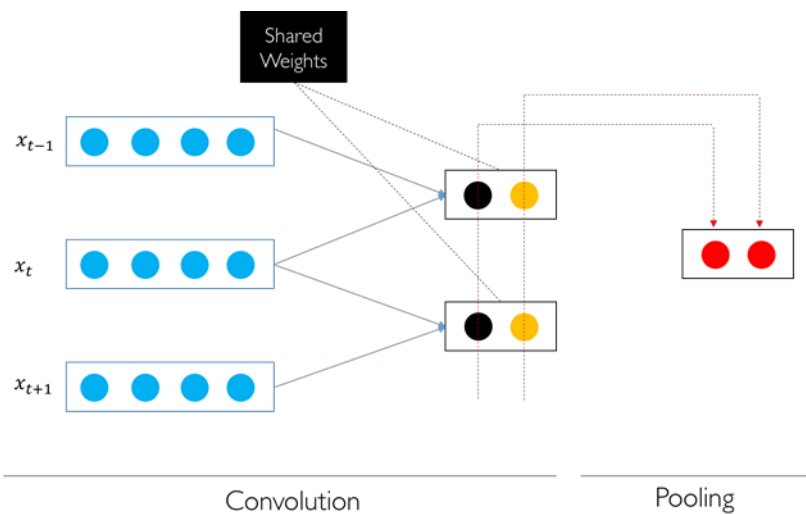 Shared
Weights
x_{t−1}
x_t
x_{t+1}
Convolution
Pooling